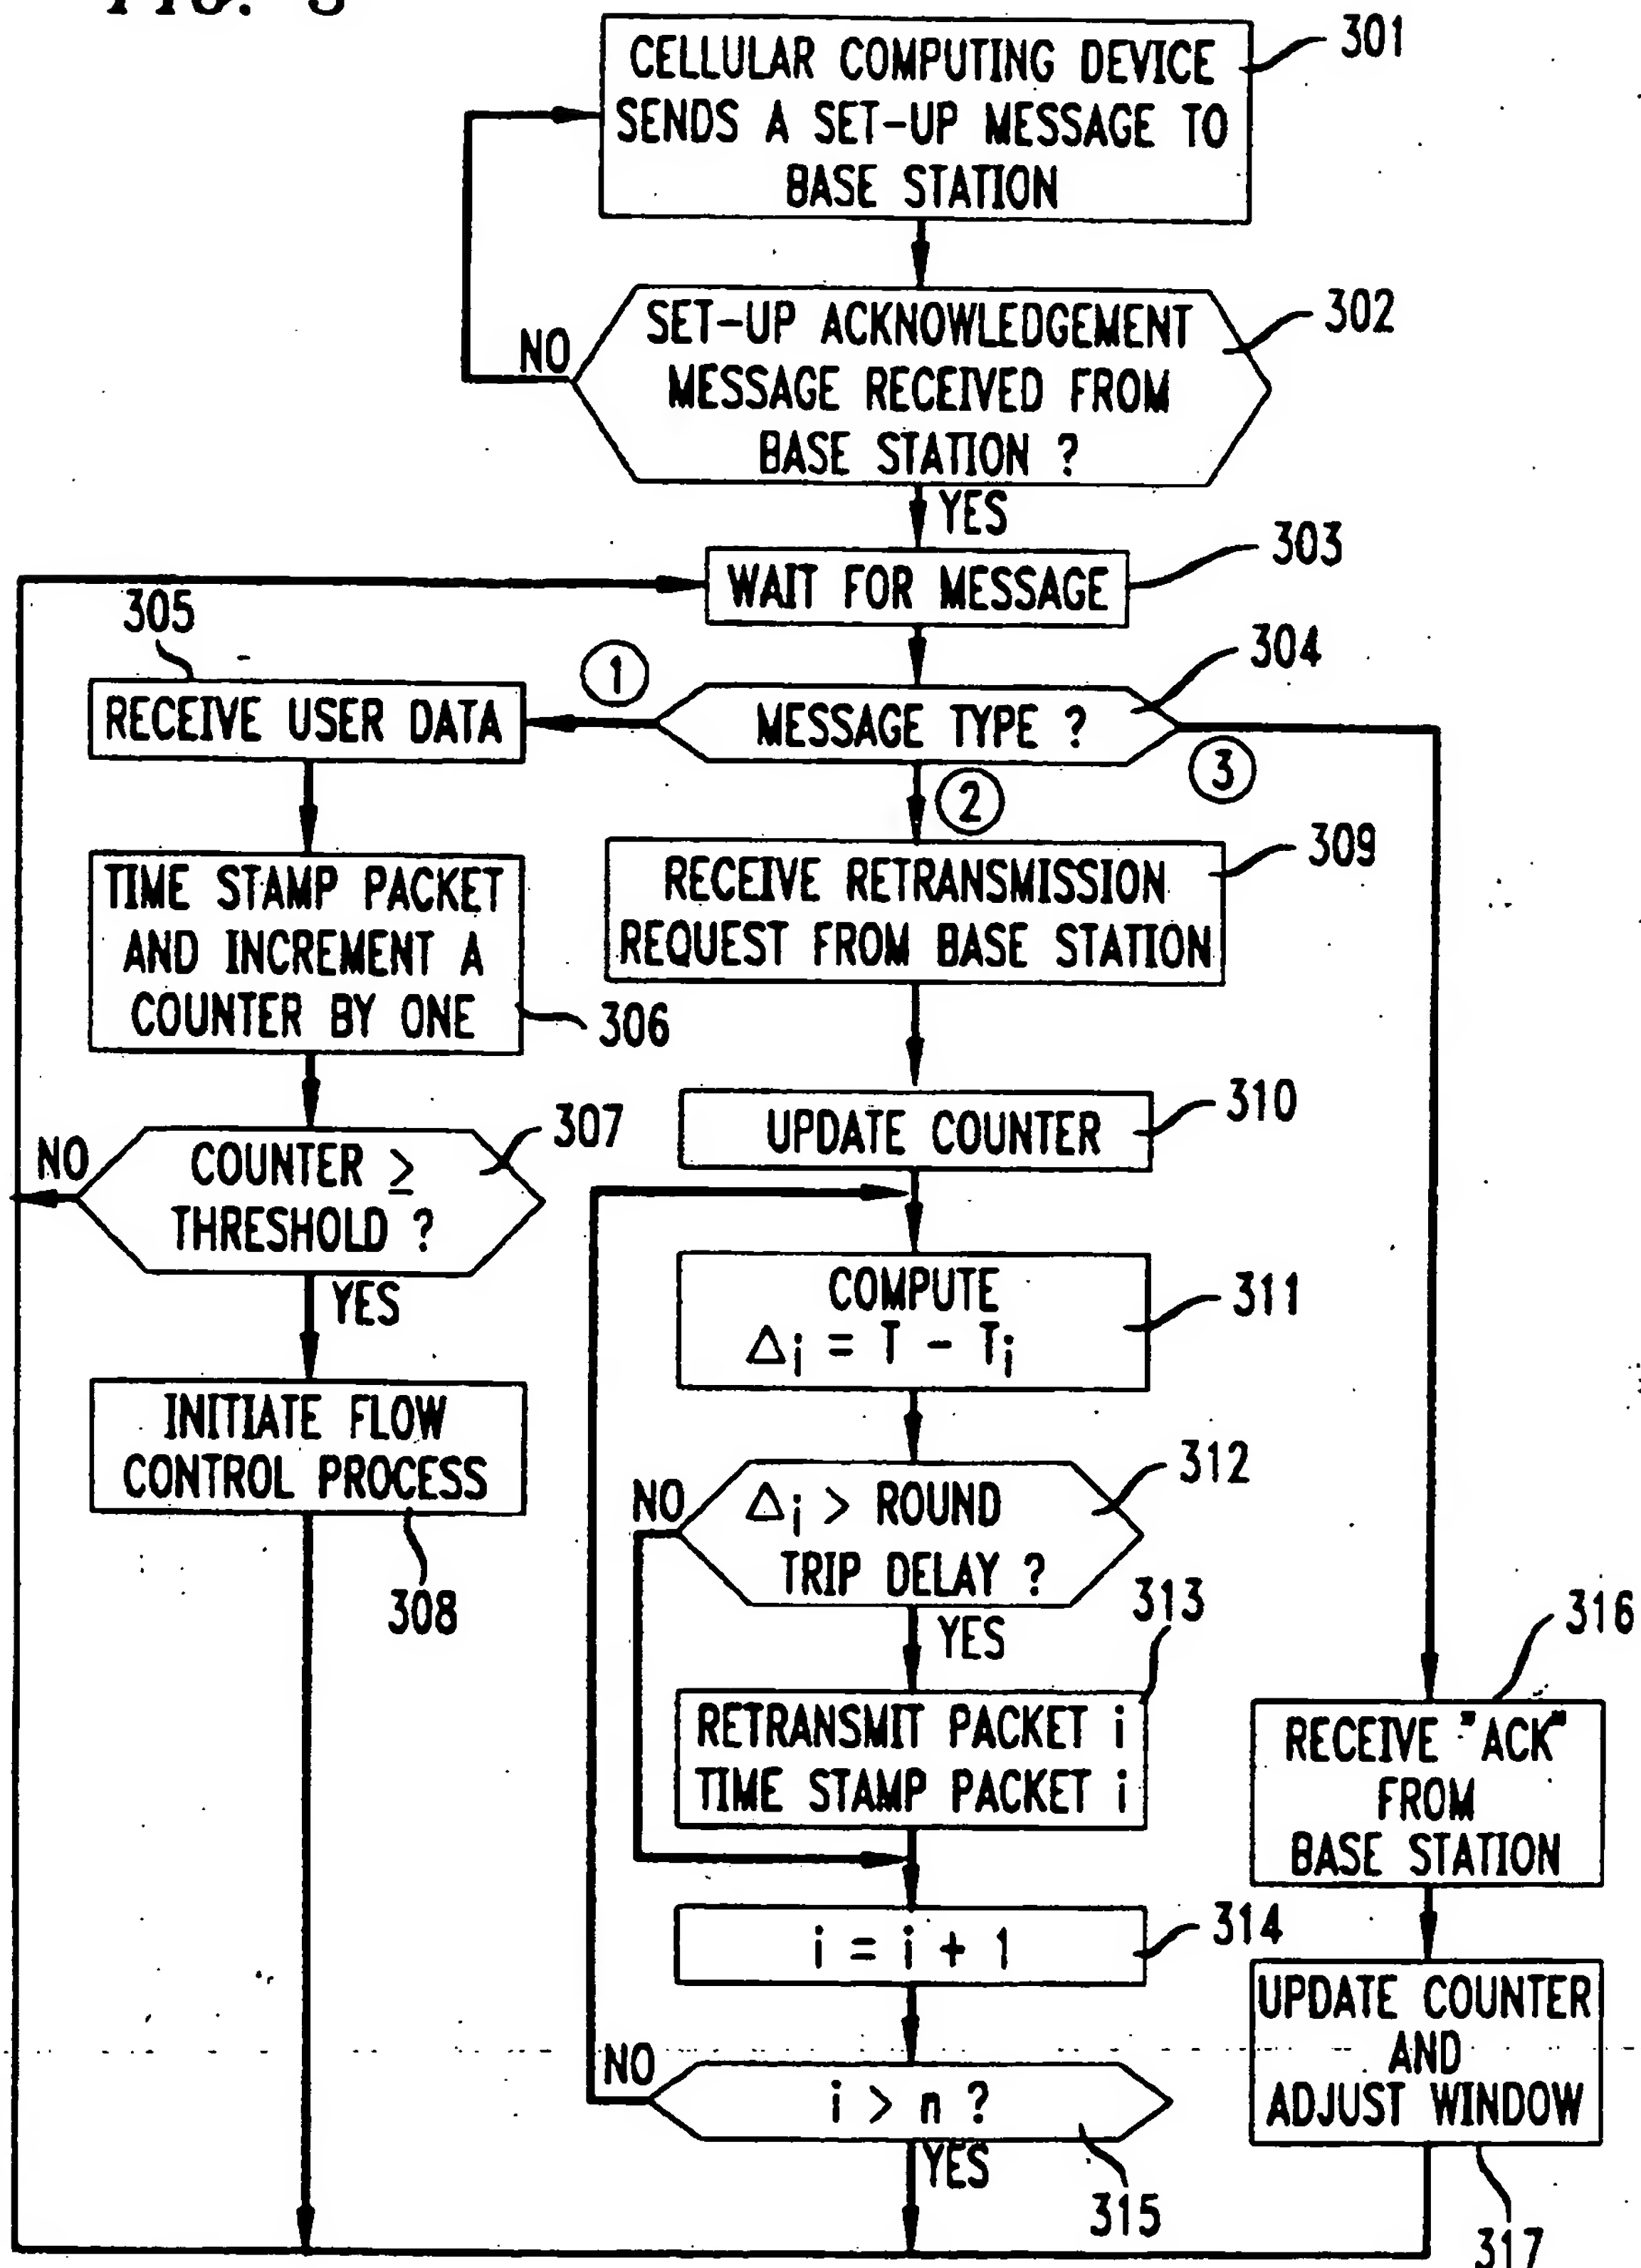 FIG. 3
CELLULAR COMPUTING DEVICE
SENDS A SET-UP MESSAGE TO
BASE STATION
301
SET-UP ACKNOWLEDGEMENT
MESSAGE RECEIVED FROM
BASE STATION ?
302
NO
YES
WAIT FOR MESSAGE
303
MESSAGE TYPE ?
304
1
2
3
305
RECEIVE USER DATA
TIME STAMP PACKET
AND INCREMENT A
COUNTER BY ONE
306
COUNTER ≥
THRESHOLD ?
307
NO
YES
INITIATE FLOW
CONTROL PROCESS
308
RECEIVE RETRANSMISSION
REQUEST FROM BASE STATION
309
UPDATE COUNTER
310
COMPUTE
Δi = T - Ti
311
Δi > ROUND
TRIP DELAY ?
312
NO
YES
313
RETRANSMIT PACKET i
TIME STAMP PACKET i
i = i + 1
314
i > n ?
NO
YES
315
316
RECEIVE "ACK"
FROM
BASE STATION
UPDATE COUNTER
AND
ADJUST WINDOW
317